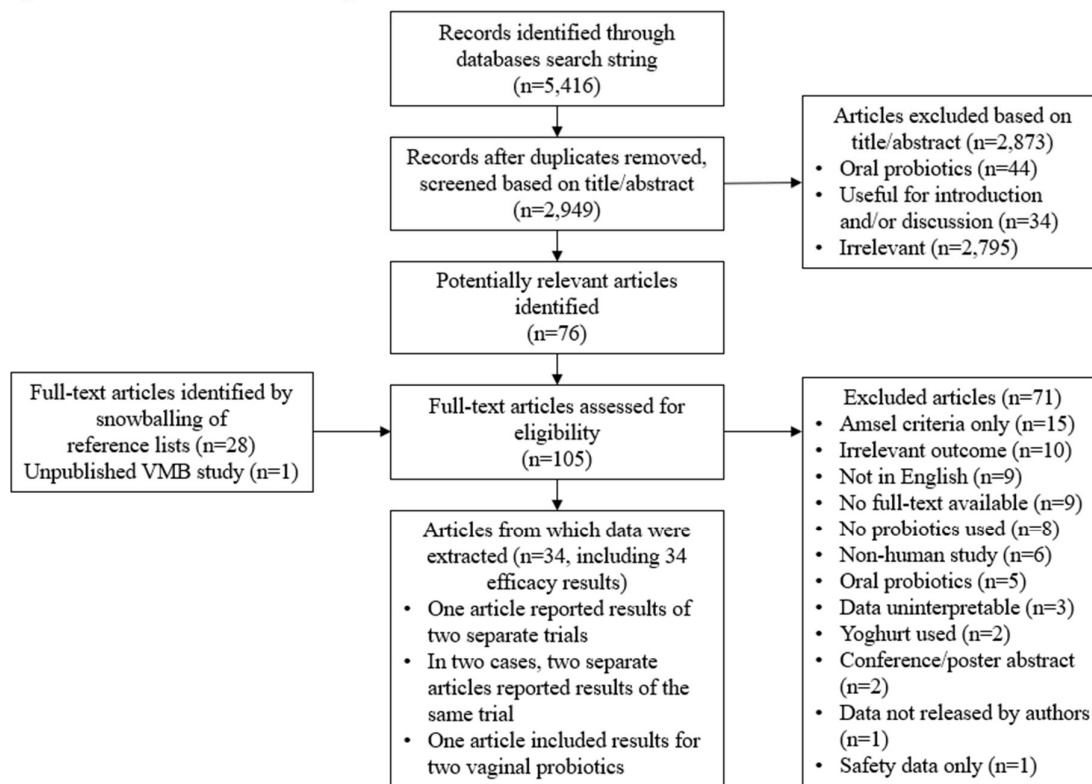 Records identified through
databases search string
(n=5,416)
Records after duplicates removed,
screened based on title/abstract
(n=2,949)
Articles excluded based on
title/abstract (n=2,873)
• Oral probiotics (n=44)
• Useful for introduction
and/or discussion (n=34)
• Irrelevant (n=2,795)
Potentially relevant articles
identified
(n=76)
Full-text articles identified by
snowballing of
reference lists (n=28)
Unpublished VMB study (n=1)
Full-text articles assessed for
eligibility
(n=105)
Excluded articles (n=71)
• Amsel criteria only (n=15)
• Irrelevant outcome (n=10)
• Not in English (n=9)
• No full-text available (n=9)
• No probiotics used (n=8)
• Non-human study (n=6)
• Oral probiotics (n=5)
• Data uninterpretable (n=3)
• Yoghurt used (n=2)
• Conference/poster abstract
(n=2)
• Data not released by authors
(n=1)
• Safety data only (n=1)
Articles from which data were
extracted (n=34, including 34
efficacy results)
• One article reported results of
two separate trials
• In two cases, two separate
articles reported results of the
same trial
• One article included results for
two vaginal probiotics